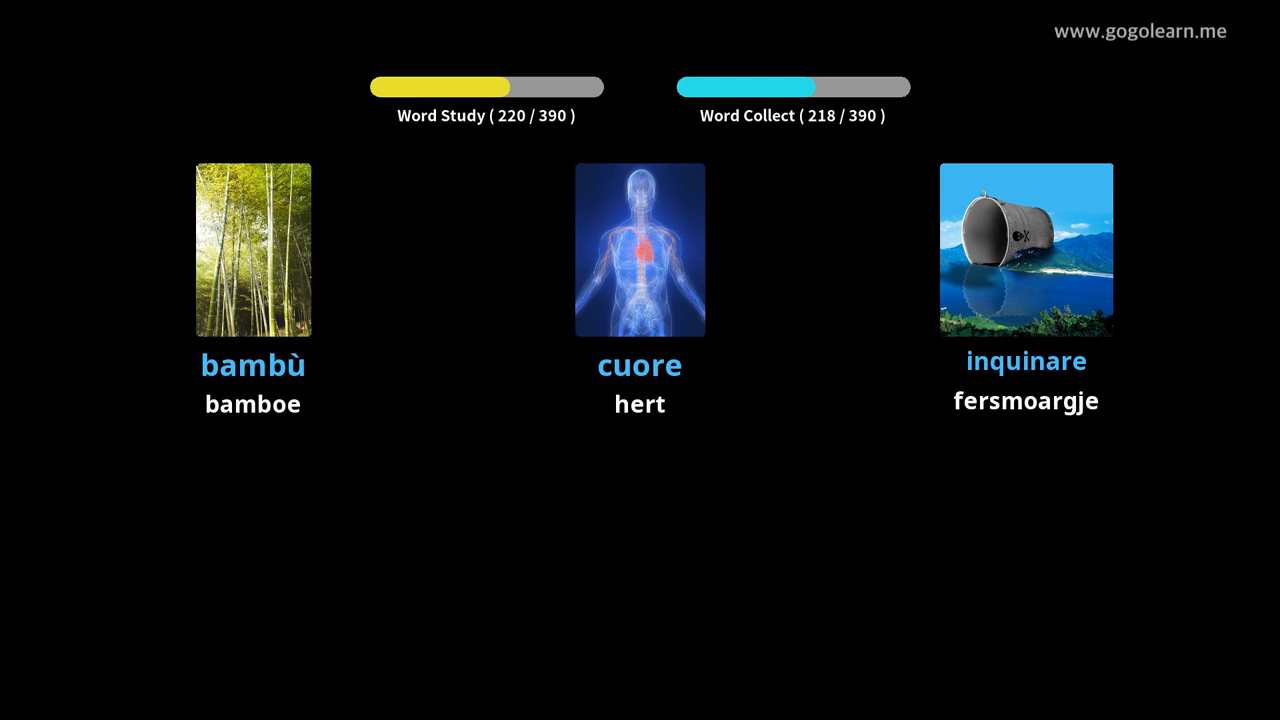 www.gogolearn.me
Word Study ( 220 / 390 )
Word Collect ( 218 / 390 )
bambù
bamboe
cuore
hert
inquinare
fersmoargje